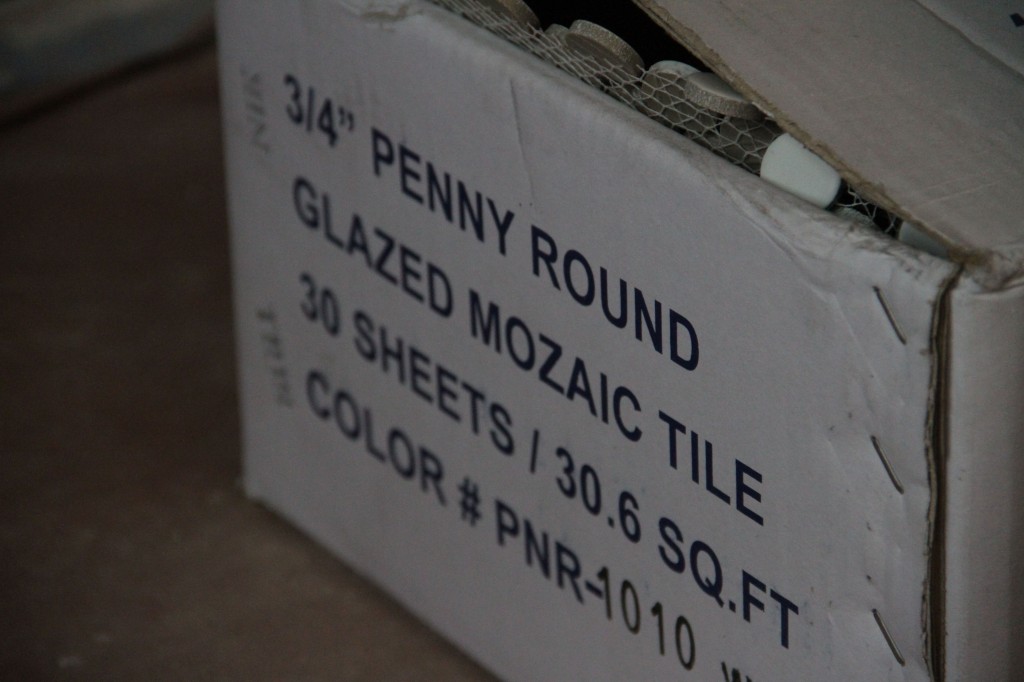 3/4” PENNY ROUND
GLAZED MOZAIC TILE
30 SHEETS / 30.6 SQ.FT
COLOR # PNR-1010